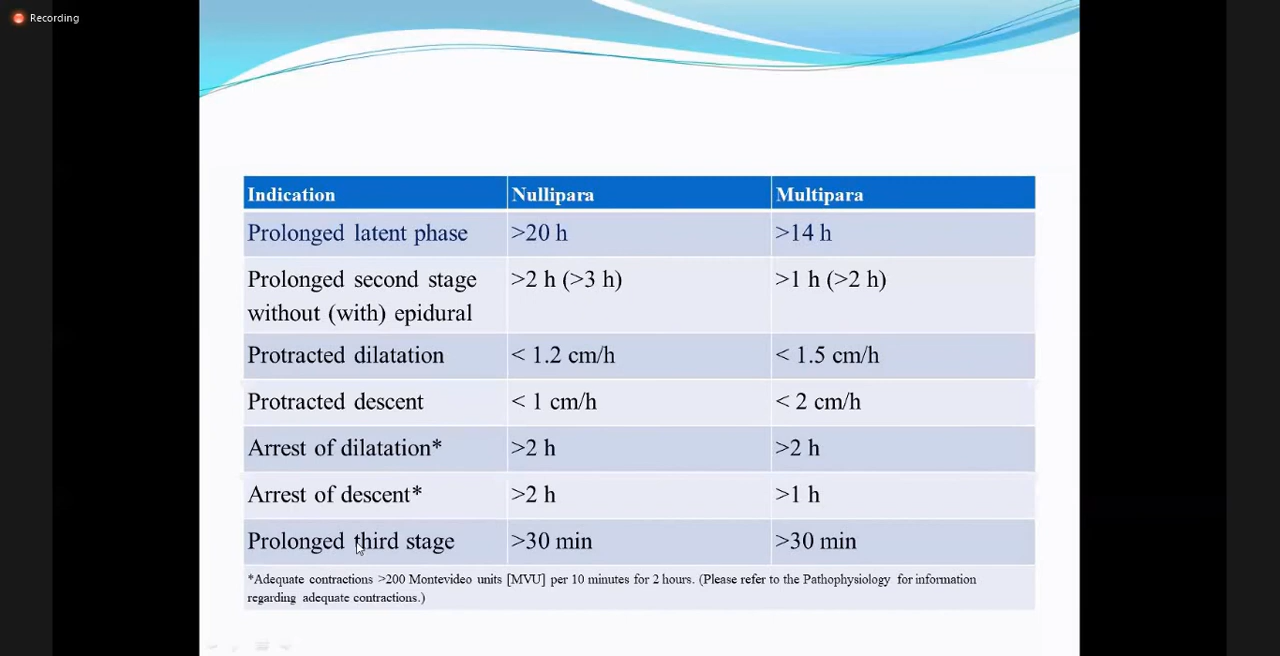 Recording
Indication Nullipara Multipara
Prolonged latent phase >20 h >14 h
Prolonged second stage >2 h (>3 h) >1 h (>2 h)
without (with) epidural
Protracted dilatation < 1.2 cm/h < 1.5 cm/h
Protracted descent < 1 cm/h < 2 cm/h
Arrest of dilatation* >2 h >2 h
Arrest of descent* >2 h >1 h
Prolonged third stage >30 min >30 min
*Adequate contractions >200 Montevideo units [MVU] per 10 minutes for 2 hours. (Please refer to the Pathophysiology for information
regarding adequate contractions.)